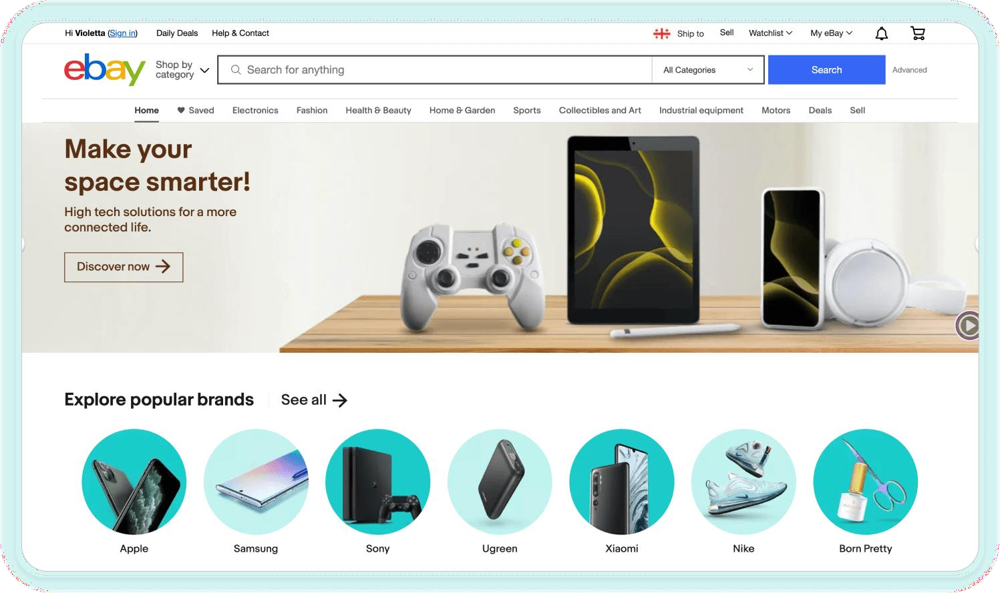 Hi Violetta (Sign in) Daily Deals Help & Contact Ship to Sell Watchlist My eBay
ebay
Shop by
category
Search for anything All Categories Search Advanced
Home Saved Electronics Fashion Health & Beauty Home & Garden Sports Collectibles and Art Industrial equipment Motors Deals Sell
Make your
space smarter!
High tech solutions for a more
connected life.
Discover now
Explore popular brands See all
Apple Samsung Sony Ugreen Xiaomi Nike Born Pretty